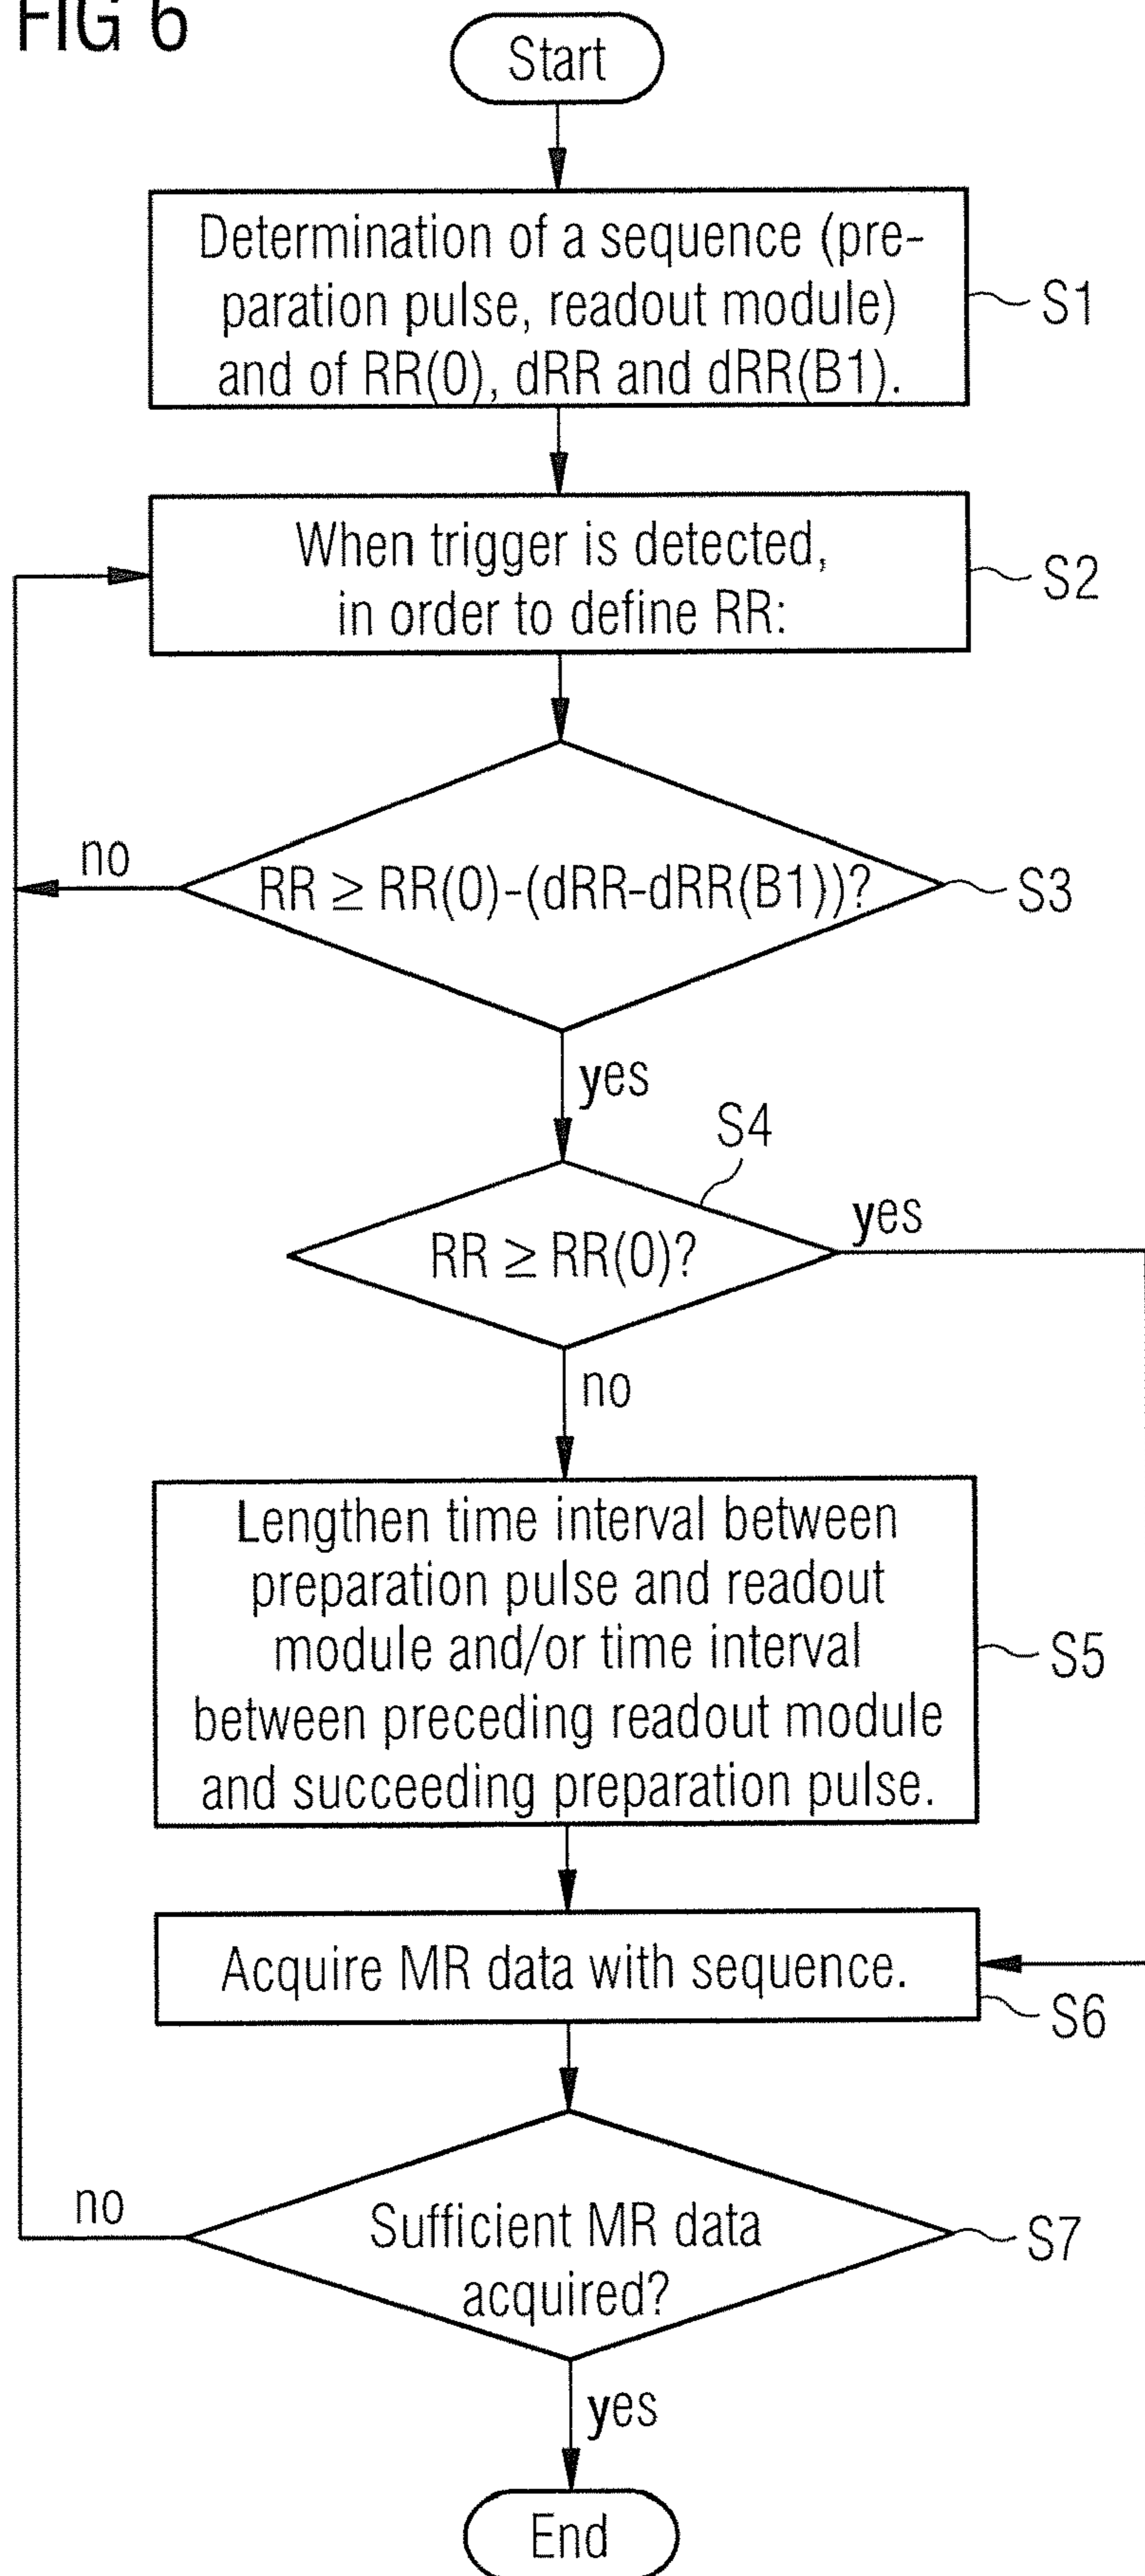 FIG 6
Start
Determination of a sequence (pre-
paration pulse, readout module)
and of RR(0), dRR and dRR(B1).
S1
When trigger is detected,
in order to define RR:
S2
no
RR ≥ RR(0)-(dRR-dRR(B1))?
S3
yes
S4
RR ≥ RR(0)?
yes
no
Lengthen time interval between
preparation pulse and readout
module and/or time interval
between preceding readout module
and succeeding preparation pulse.
S5
Acquire MR data with sequence.
S6
no
Sufficient MR data
acquired?
S7
yes
End